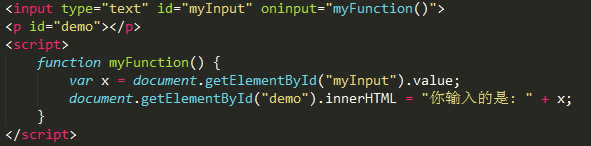 <input type="text" id="myInput" oninput="myFunction()">
<p id="demo"></p>
<script>
function myFunction() {
var x = document.getElementById("myInput").value;
document.getElementById("demo").innerHTML = "你输入的是: " + x;
}
</script>